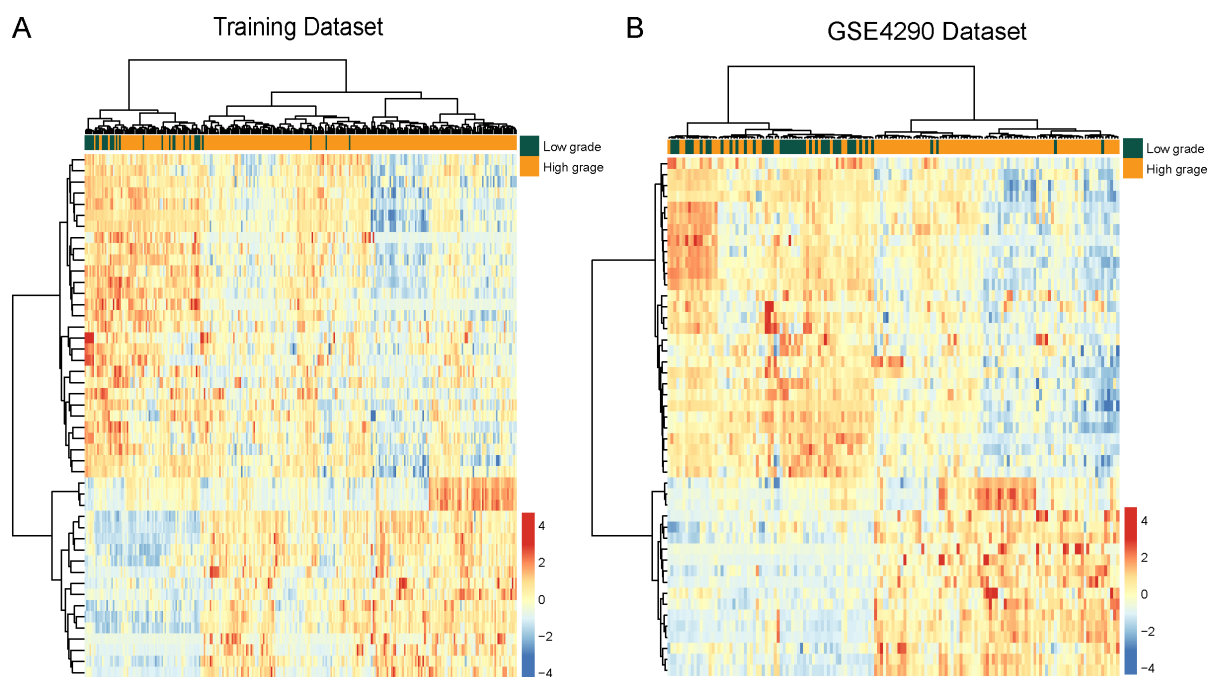 A
Training Dataset
Low grade
High grage
4
2
0
−2
−4
B
GSE4290 Dataset
Low grade
High grage
4
2
0
−2
−4